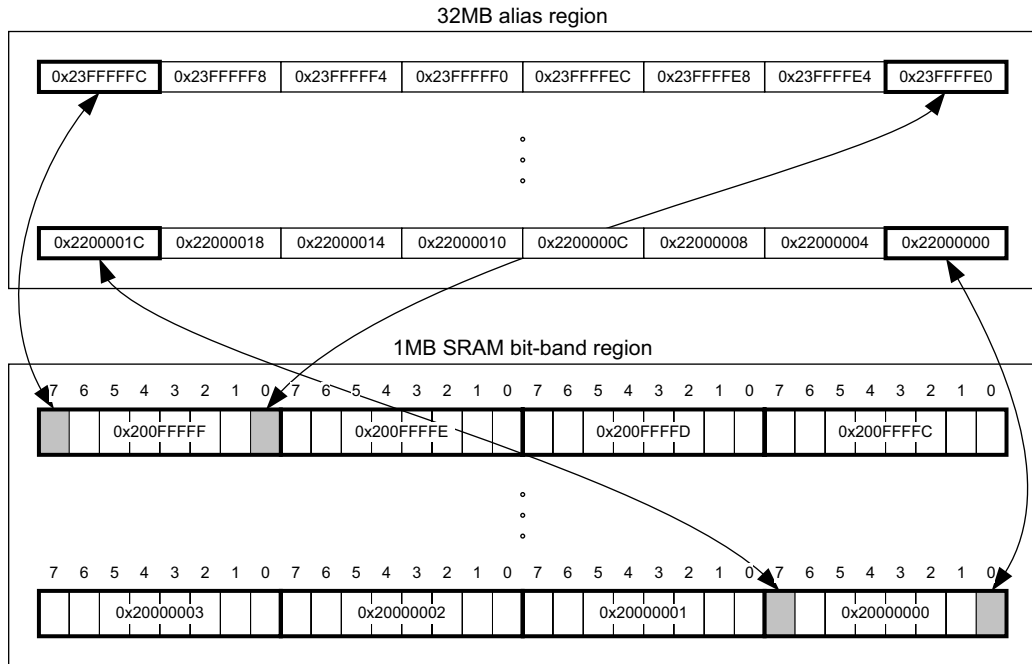 32MB alias region
0x23FFFFFC 0x23FFFFF8 0x23FFFFF4 0x23FFFFF0 0x23FFFFEC 0x23FFFFE8 0x23FFFFE4 0x23FFFFE0
0x2200001C 0x22000018 0x22000014 0x22000010 0x2200000C 0x22000008 0x22000004 0x22000000
1MB SRAM bit-band region
7 6 5 4 3 2 1 0 7 6 5 4 3 2 1 0 7 6 5 4 3 2 1 0 7 6 5 4 3 2 1 0
0x200FFFFF 0x200FFFFE 0x200FFFFD 0x200FFFFC
7 6 5 4 3 2 1 0 7 6 5 4 3 2 1 0 7 6 5 4 3 2 1 0 7 6 5 4 3 2 1 0
0x20000003 0x20000002 0x20000001 0x20000000